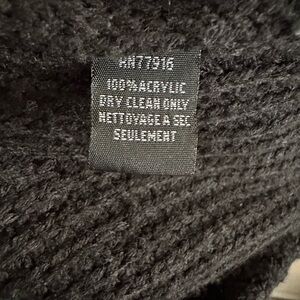 RN77916
100% ACRYLIC
DRY CLEAN ONLY
NETTOYAGE A SEC
SEULEMENT